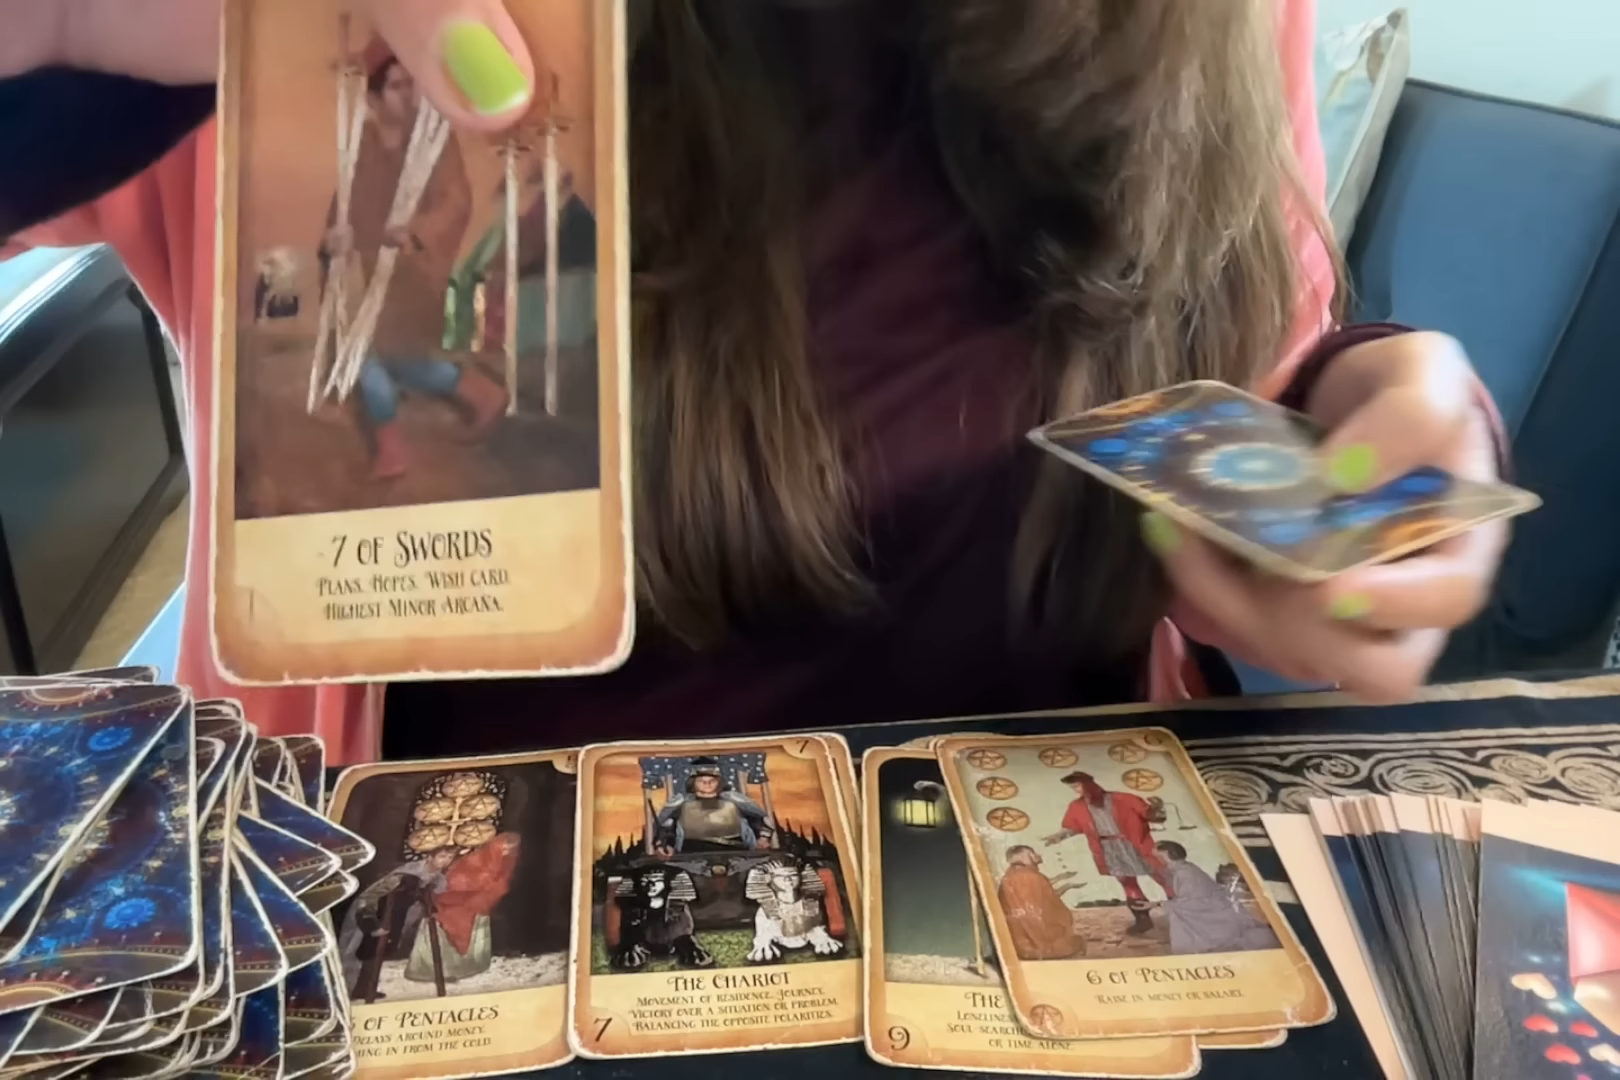 7 OF SWORDS
PLANS. HOPES. WISH CARD.
HIGHEST MINOR ARCANA.
OF PENTACLES
DELAYS AROUND MONEY.
IN FROM THE COLD.
7
THE CHARIOT
MOVEMENT OF RESIDENCE. JOURNEY.
VICTORY OVER A SITUATION OR PROBLEM.
BALANCING THE OPPOSITE POLARITIES.
7
THE
OR TIME ALONE.
9
6
6 OF PENTACLES
RAISE IN MONEY OR SALARY.